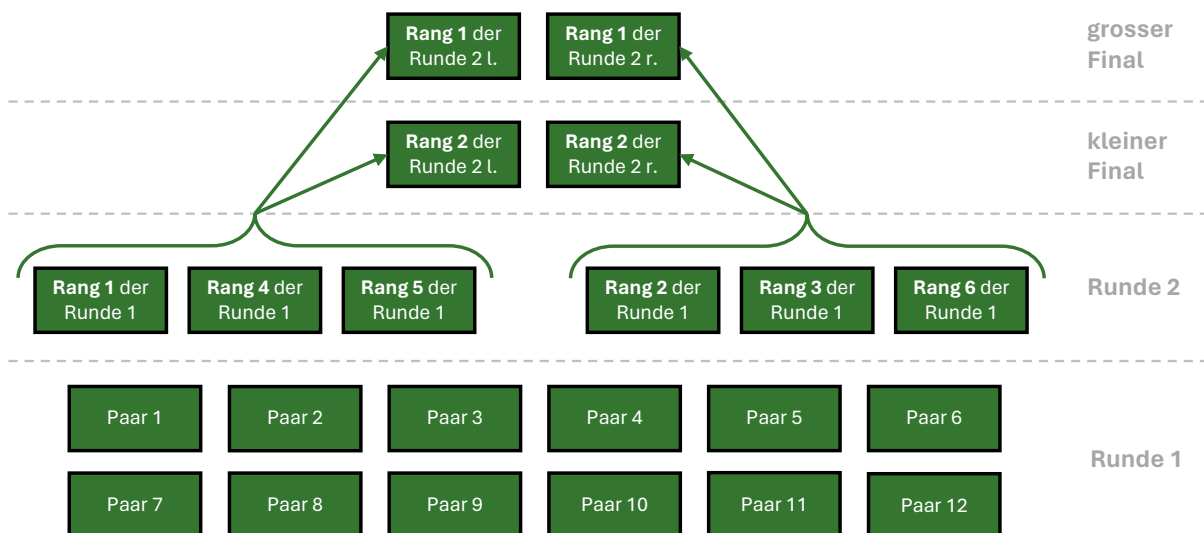 Rang 1 der
Runde 2 l.
Rang 1 der
Runde 2 r.
grosser
Final
Rang 2 der
Runde 2 l.
Rang 2 der
Runde 2 r.
kleiner
Final
Rang 1 der
Runde 1
Rang 4 der
Runde 1
Rang 5 der
Runde 1
Rang 2 der
Runde 1
Rang 3 der
Runde 1
Rang 6 der
Runde 1
Runde 2
Paar 1
Paar 2
Paar 3
Paar 4
Paar 5
Paar 6
Runde 1
Paar 7
Paar 8
Paar 9
Paar 10
Paar 11
Paar 12